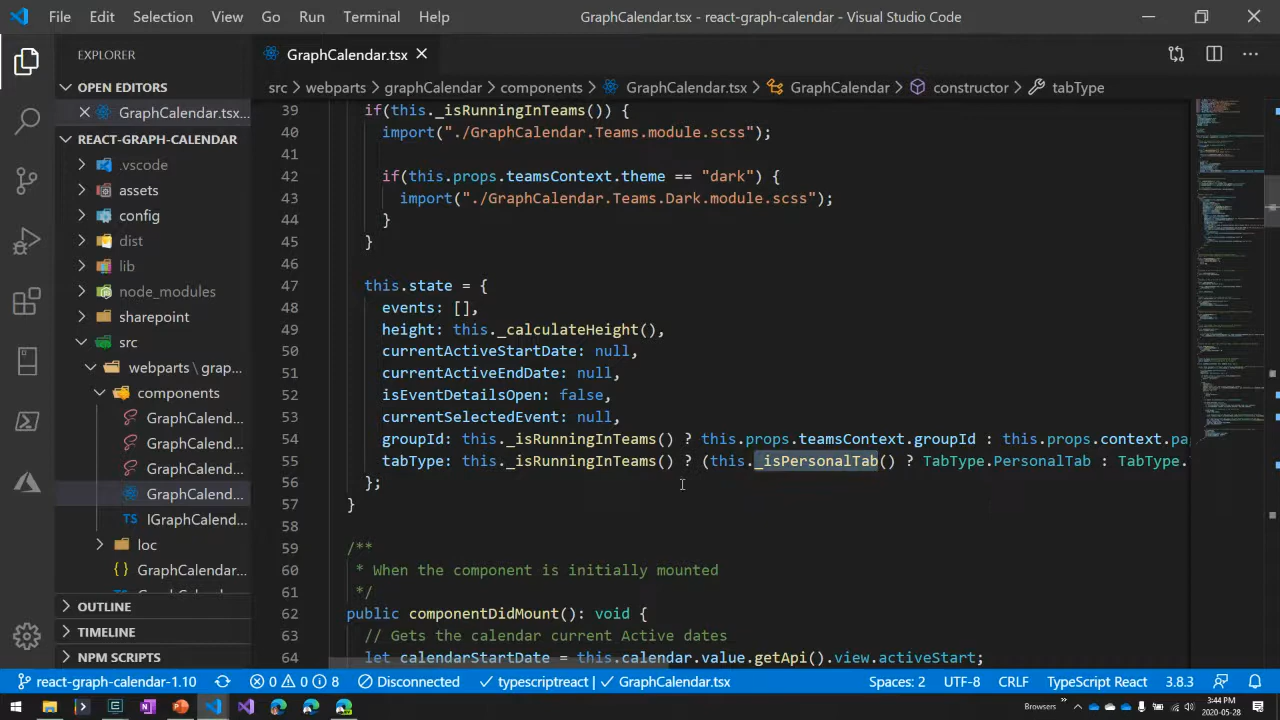 File Edit Selection View Go Run Terminal Help
GraphCalendar.tsx - react-graph-calendar - Visual Studio Code
EXPLORER
OPEN EDITORS
GraphCalendar.tsx...
REACT-GRAPH-CALENDAR
.vscode
assets
config
dist
lib
node_modules
sharepoint
src
webparts \ grap...
components
GraphCalend...
GraphCalend...
GraphCalend...
IGraphCalend...
loc
GraphCalendar...
OUTLINE
TIMELINE
NPM SCRIPTS
GraphCalendar.tsx
src > webparts > graphCalendar > components > GraphCalendar.tsx > GraphCalendar > constructor > tabType
39 if(this._isRunningInTeams()) {
40 import("./GraphCalendar.Teams.module.scss");
41
42 if(this.props.teamsContext.theme == "dark") {
43 import("./GraphCalendar.Teams.Dark.module.scss");
44 }
45 }
46
47 this.state = {
48 events: [],
49 height: this._calculateHeight(),
50 currentActiveStartDate: null,
51 currentActiveEndDate: null,
52 isEventDetailsOpen: false,
53 currentSelectedEvent: null,
54 groupId: this._isRunningInTeams() ? this.props.teamsContext.groupId : this.props.context.pa
55 tabType: this._isRunningInTeams() ? (this._isPersonalTab() ? TabType.PersonalTab : TabType.
56 };
57 }
58
59 /**
60 * When the component is initially mounted
61 */
62 public componentDidMount(): void {
63 // Gets the calendar current Active dates
64 let calendarStartDate = this.calendar.value.getApi().view.activeStart;
react-graph-calendar-1.10 0 0 8 Disconnected typescriptreact | GraphCalendar.tsx Spaces: 2 UTF-8 CRLF TypeScript React 3.8.3
Browsers
3:44 PM
2020-05-28